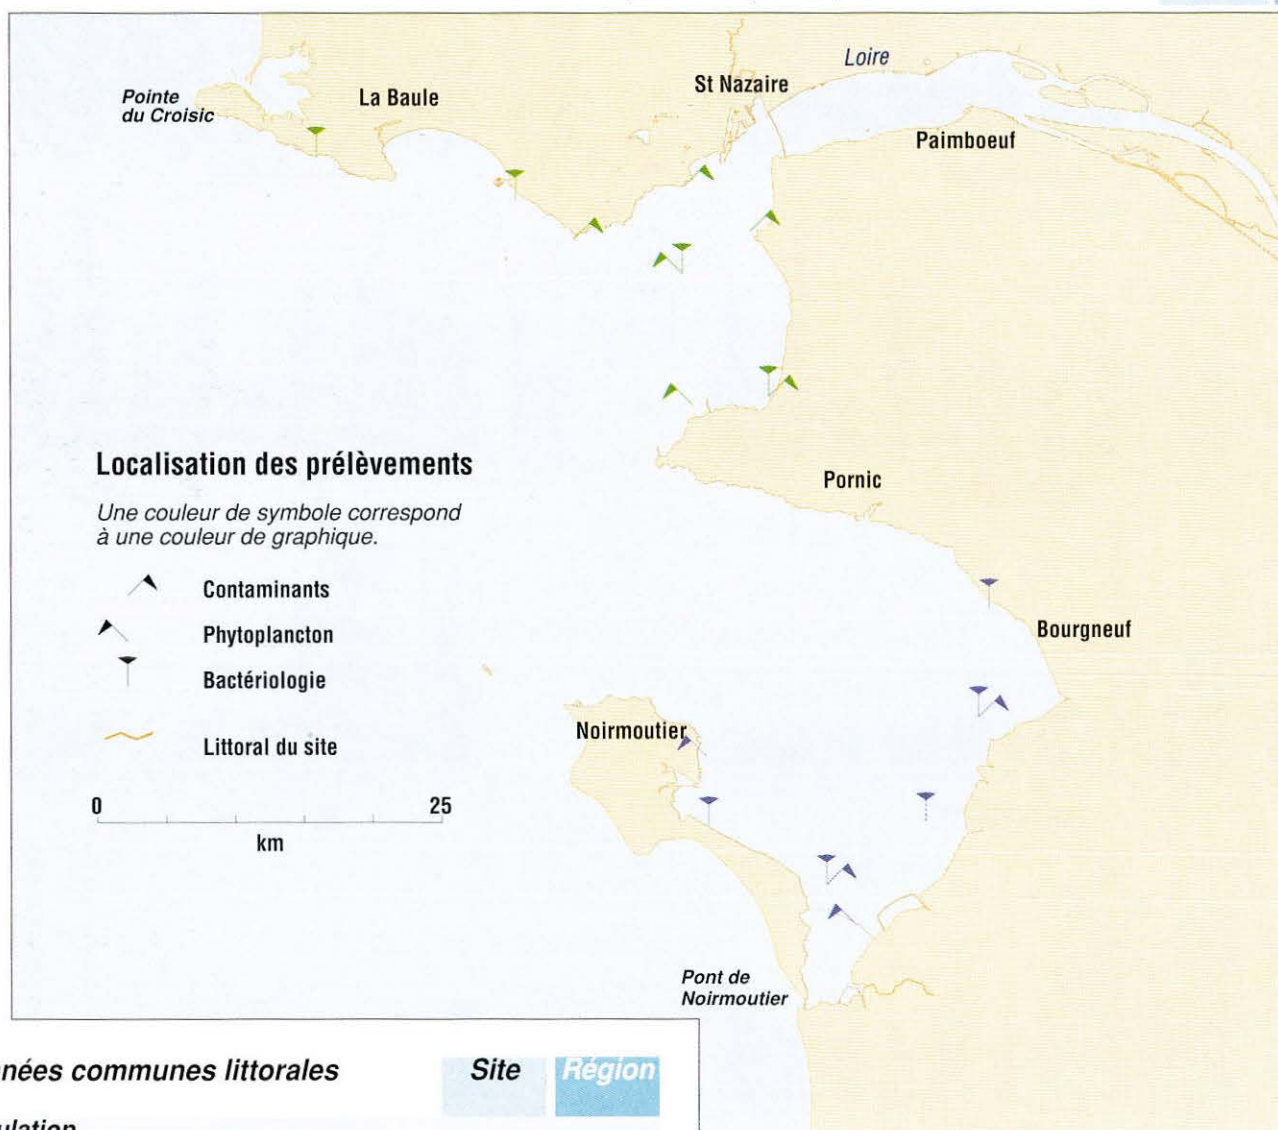 Loire
St Nazaire
La Baule
Pointe
du Croisic
Paimboeuf
Localisation des prélèvements
Pornic
Une couleur de symbole correspond
à une couleur de graphique.
Contaminants
Phytoplancton
Bourgneuf
Bactériologie
Noirmoutier
Littoral du site
0 25
km
Pont de
Noirmoutier
nnées communes littorales
Site Région
ulation